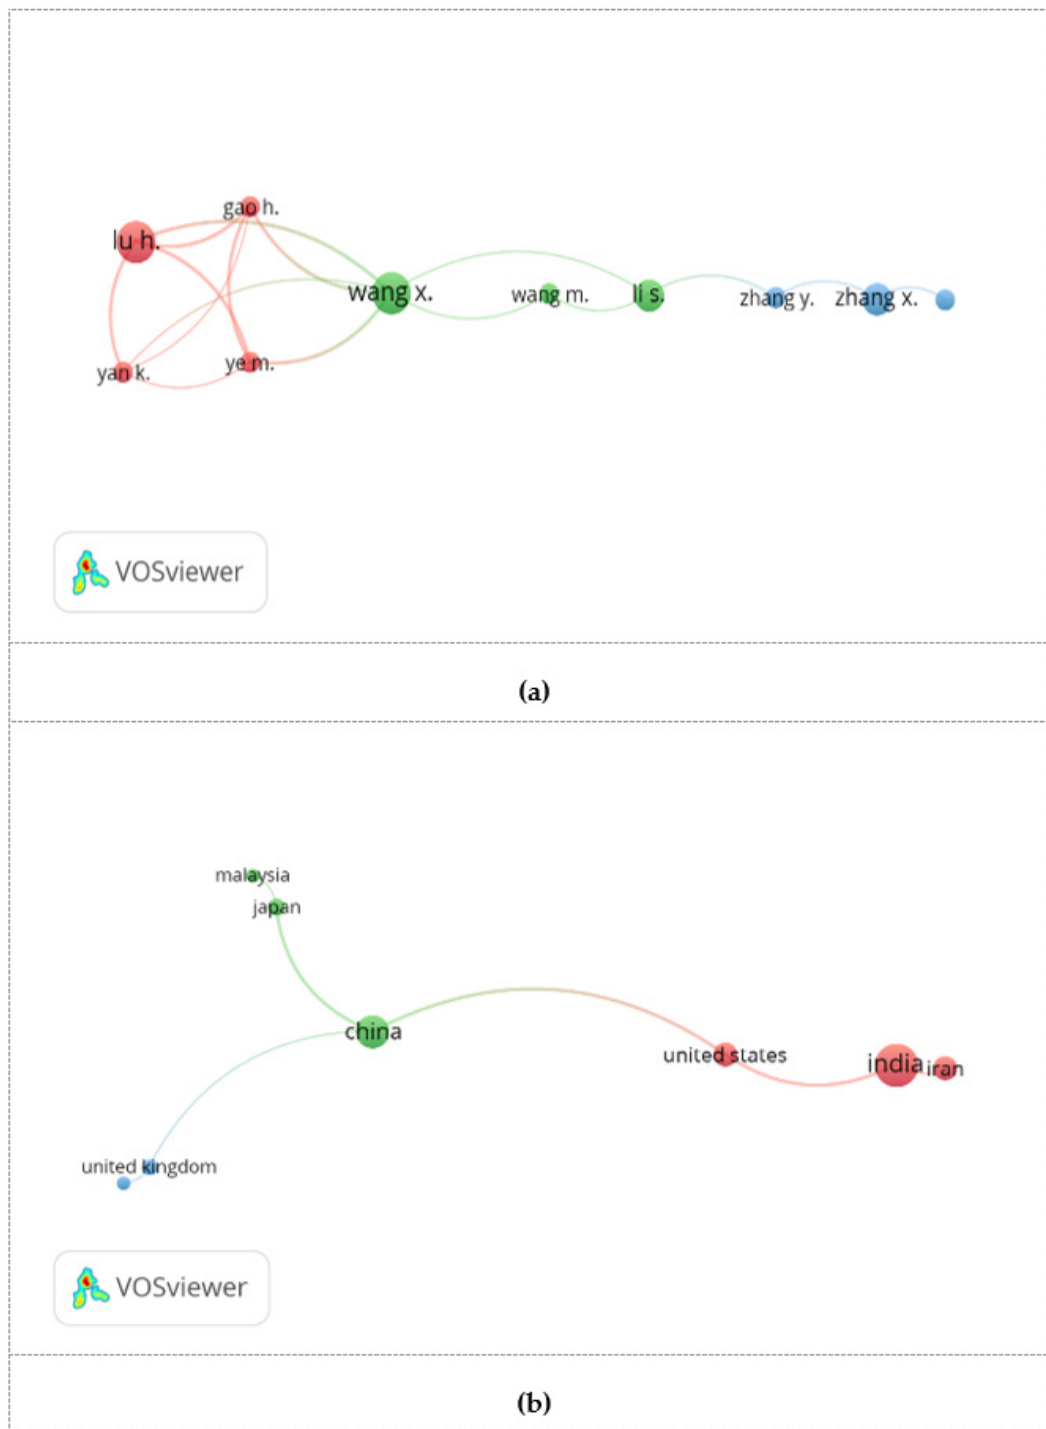 gao h.
lu h.
wang x.
wang m.
li s.
zhang y.
zhang x.
yan k.
ye m.
VOSviewer
(a)
malaysia
japan
china
united states
india
iran
united kingdom
VOSviewer
(b)